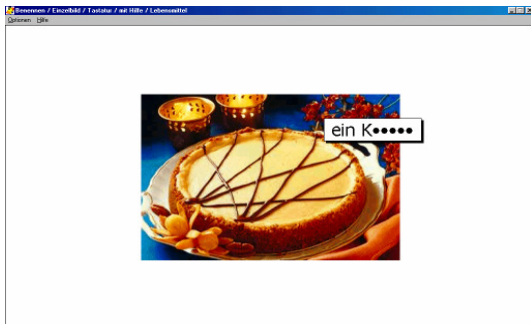 Benennen / Einzelbild / Tastatur / mit Hilfe / Lebensmittel
Optionen Hilfe
ein K●●●●●